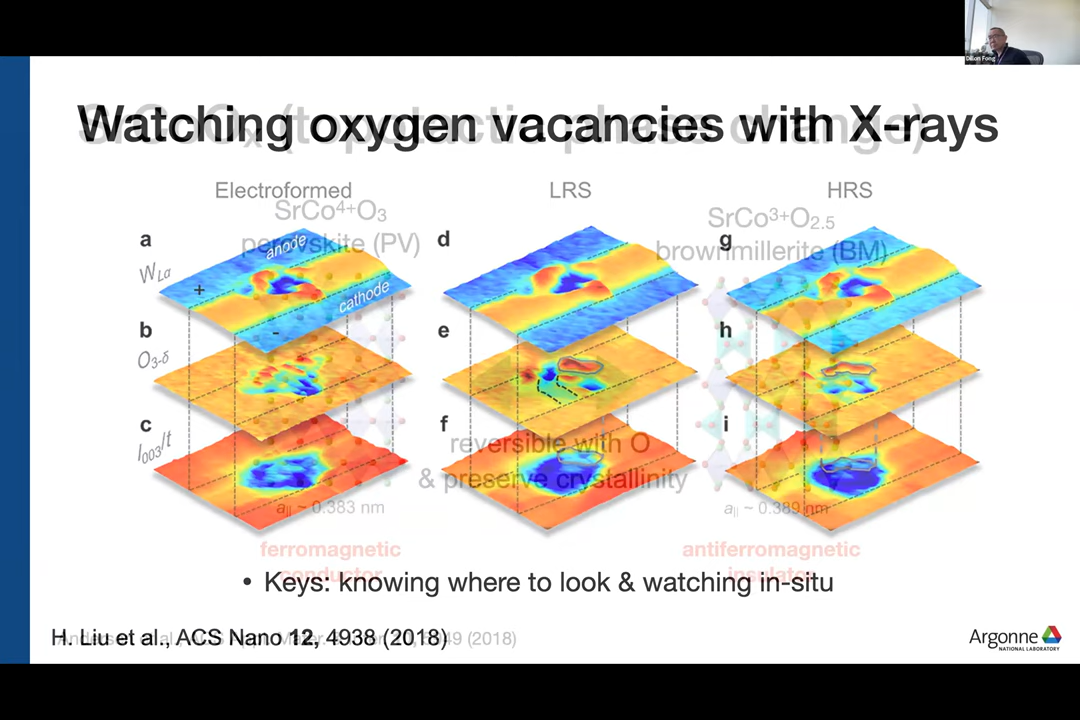 Dillon Fong
Watching oxygen vacancies with X-rays
SrCoOx (topotactic phase change)
Electroformed
LRS
HRS
SrCo4+O3
perovskite (PV)
SrCo3+O2.5
brownmillerite (BM)
a
anode
WLα
+
cathode
-
d
g
b
O3-δ
e
h
c
I003/t
f
i
reversible with O
& preserve crystallinity
a|| ~ 0.383 nm
a|| ~ 0.389 nm
ferromagnetic
conductor
antiferromagnetic
insulator
• Keys: knowing where to look & watching in-situ
H. Liu et al., ACS Nano 12, 4938 (2018)
(2018)
Argonne
NATIONAL LABORATORY